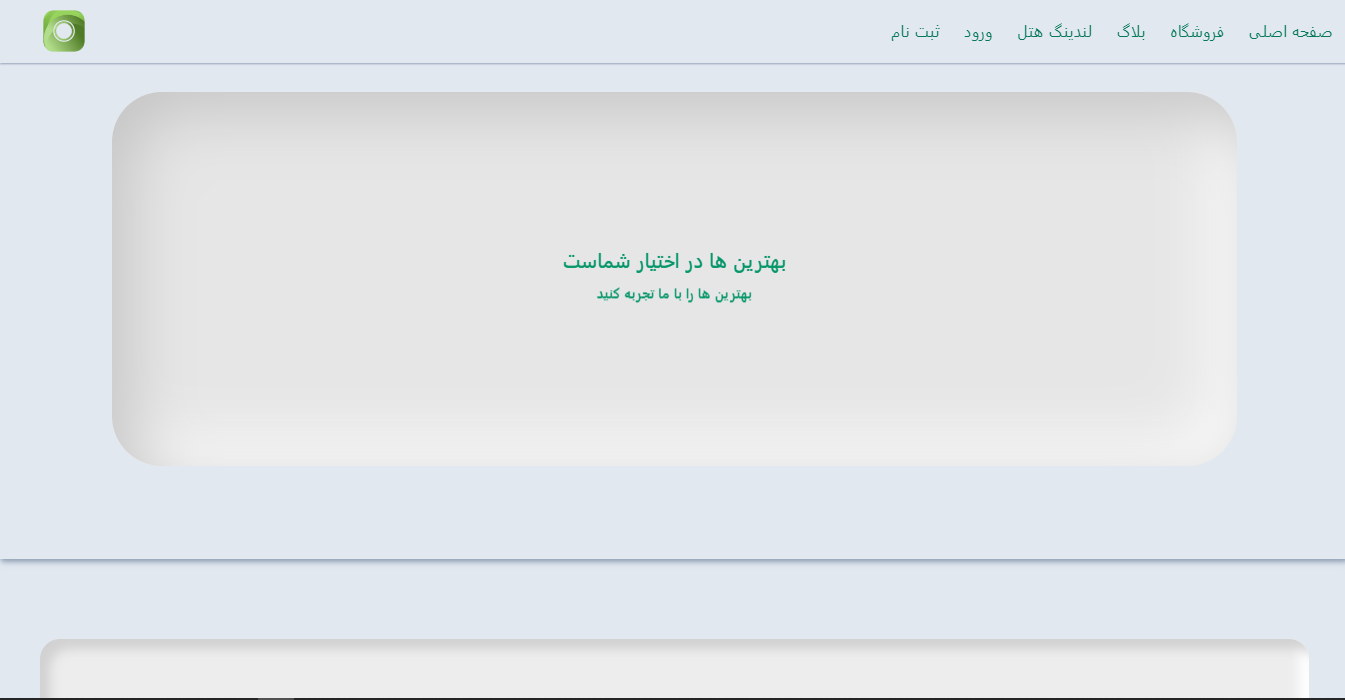 صفحه اصلی فروشگاه بلاگ لندینگ هتل ورود ثبت نام
بهترین ها در اختیار شماست
بهترین ها را با ما تجربه کنید